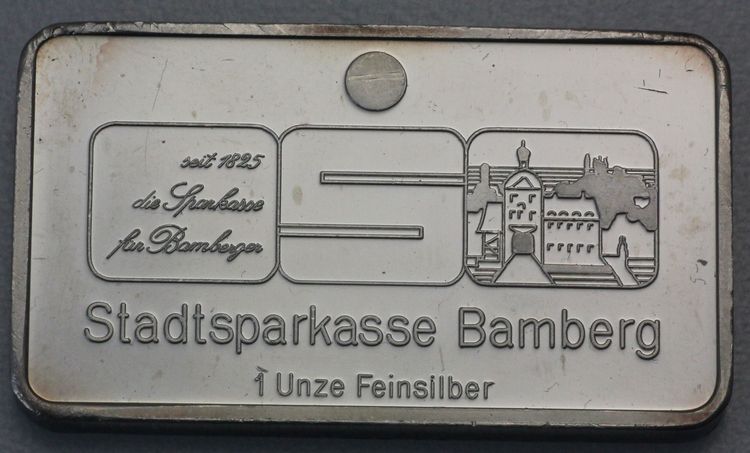 seit 1825
die Sparkasse
für Bamberger
Stadtsparkasse Bamberg
1 Unze Feinsilber